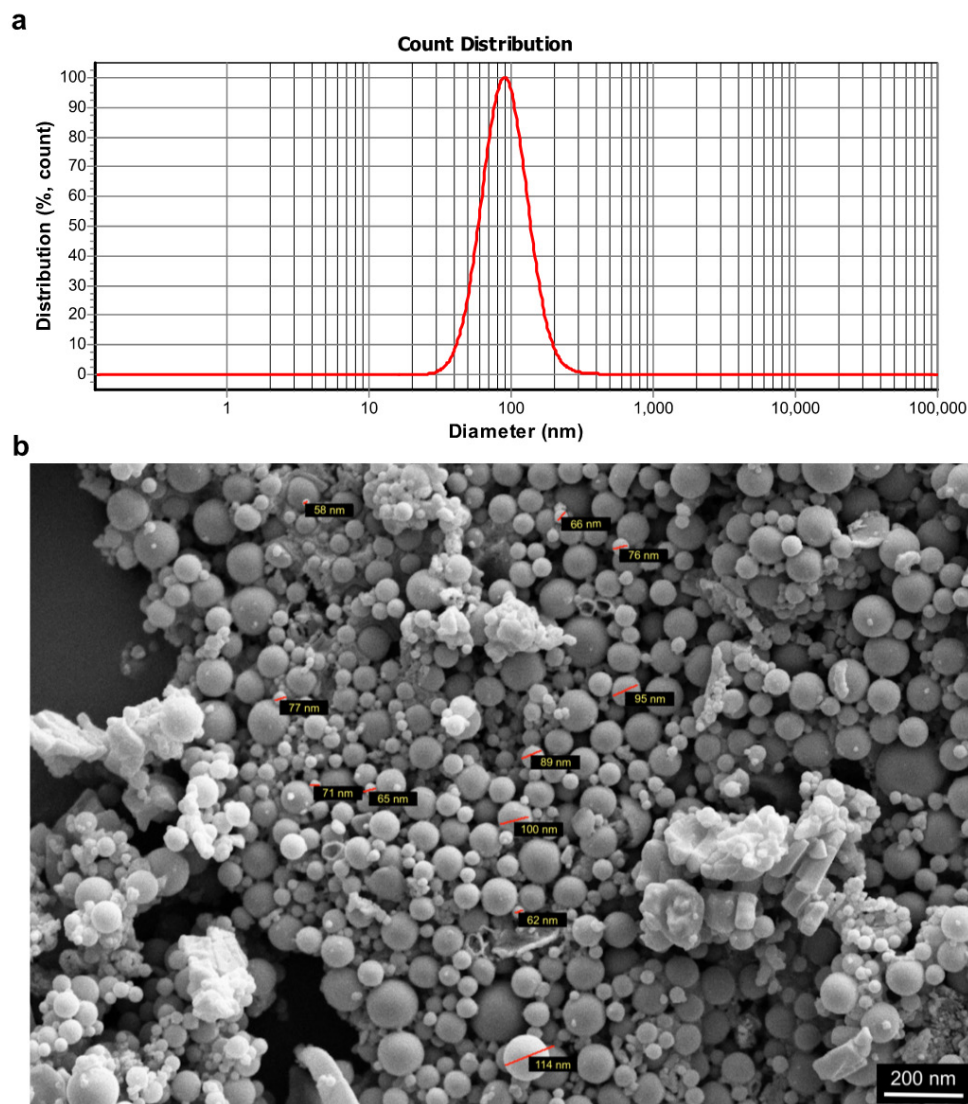 a
Count Distribution
100
90
80
70
60
50
40
30
20
10
0
Distribution (%, count)
1 10 100 1,000 10,000 100,000
Diameter (nm)
b
58 nm
66 nm
76 nm
77 nm
95 nm
89 nm
71 nm
65 nm
100 nm
62 nm
114 nm
200 nm